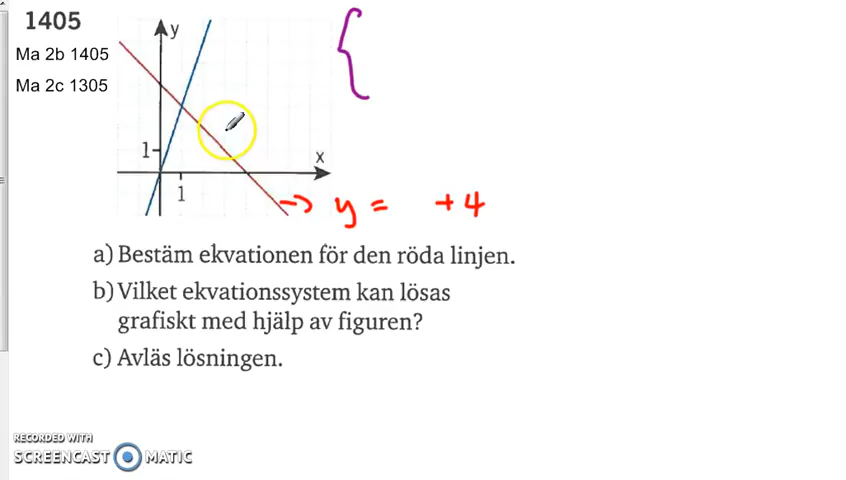 1405
Ma 2b 1405
Ma 2c 1305
y
1
x
1
y = +4
a) Bestäm ekvationen för den röda linjen.
b) Vilket ekvationssystem kan lösas
grafiskt med hjälp av figuren?
c) Avläs lösningen.
RECORDED WITH
SCREENCAST MATIC